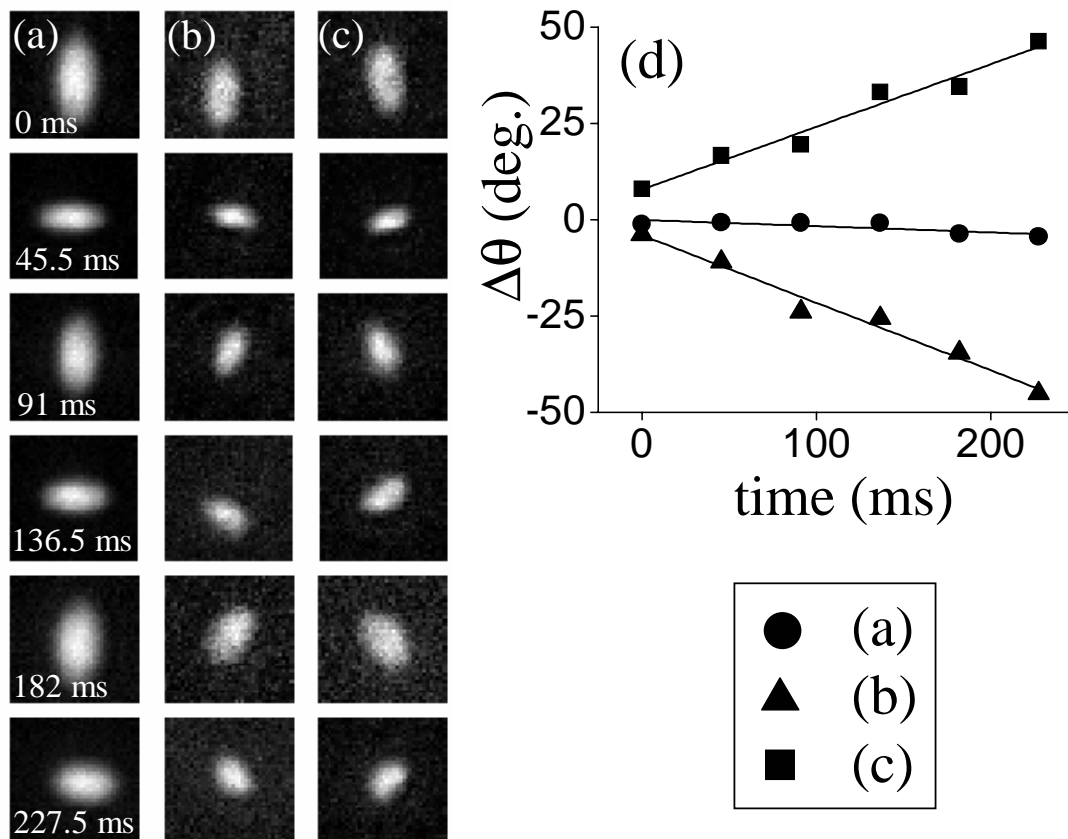 (a) (b) (c)
0 ms
45.5 ms
91 ms
136.5 ms
182 ms
227.5 ms
(d)
50
25
0
-25
-50
Δθ (deg.)
0 100 200
time (ms)
(a)
(b)
(c)